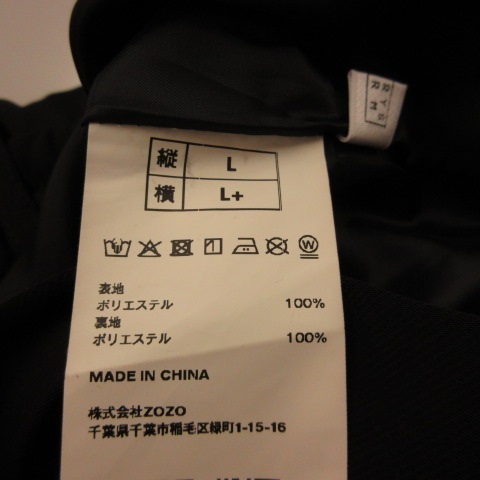 縦 L
横 L+
W
表地
ポリエステル 100%
裏地
ポリエステル 100%
MADE IN CHINA
株式会社ZOZO
千葉県千葉市稲毛区緑町1-15-16